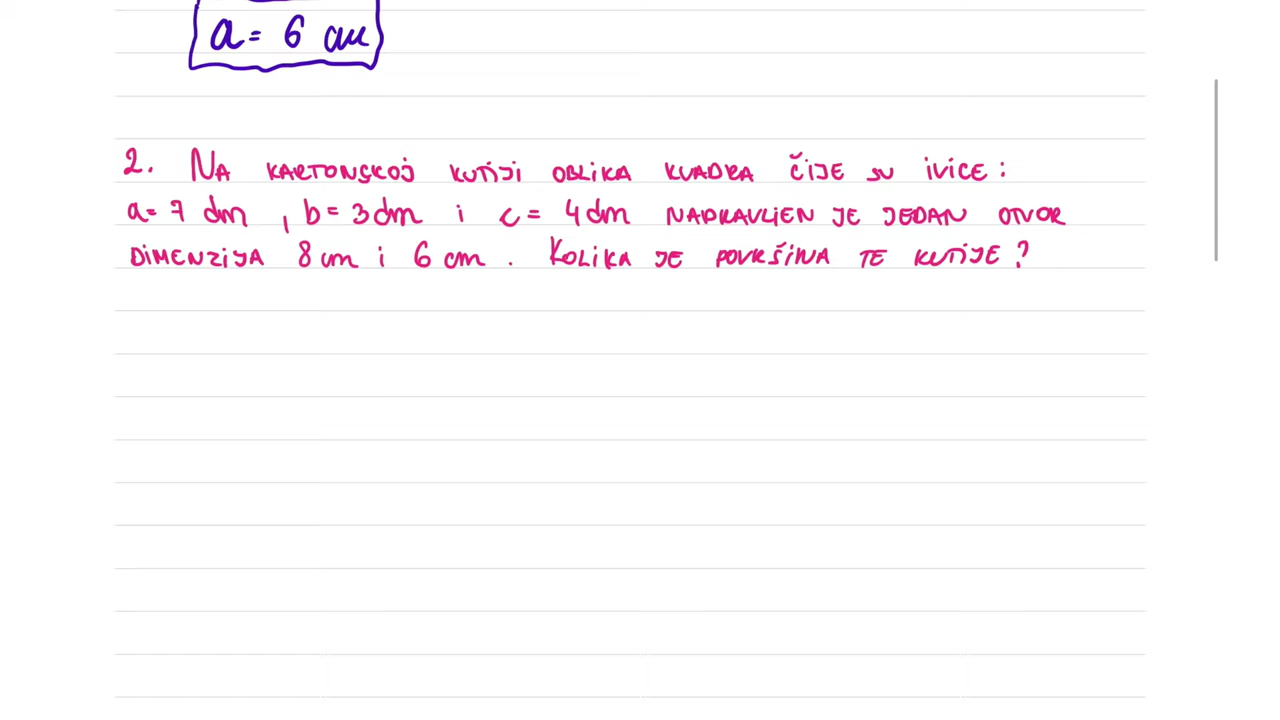 a = 6 cm
2. NA KARTONSKOJ KUTIJI OBLIKA KVADRA ČIJE SU IVICE:
a = 7 dm , b = 3 dm i c = 4 dm NAPRAVLJEN JE JEDAN OTVOR
DIMENZIJA 8 cm i 6 cm . KOLIKA JE POVRŠINA TE KUTIJE ?